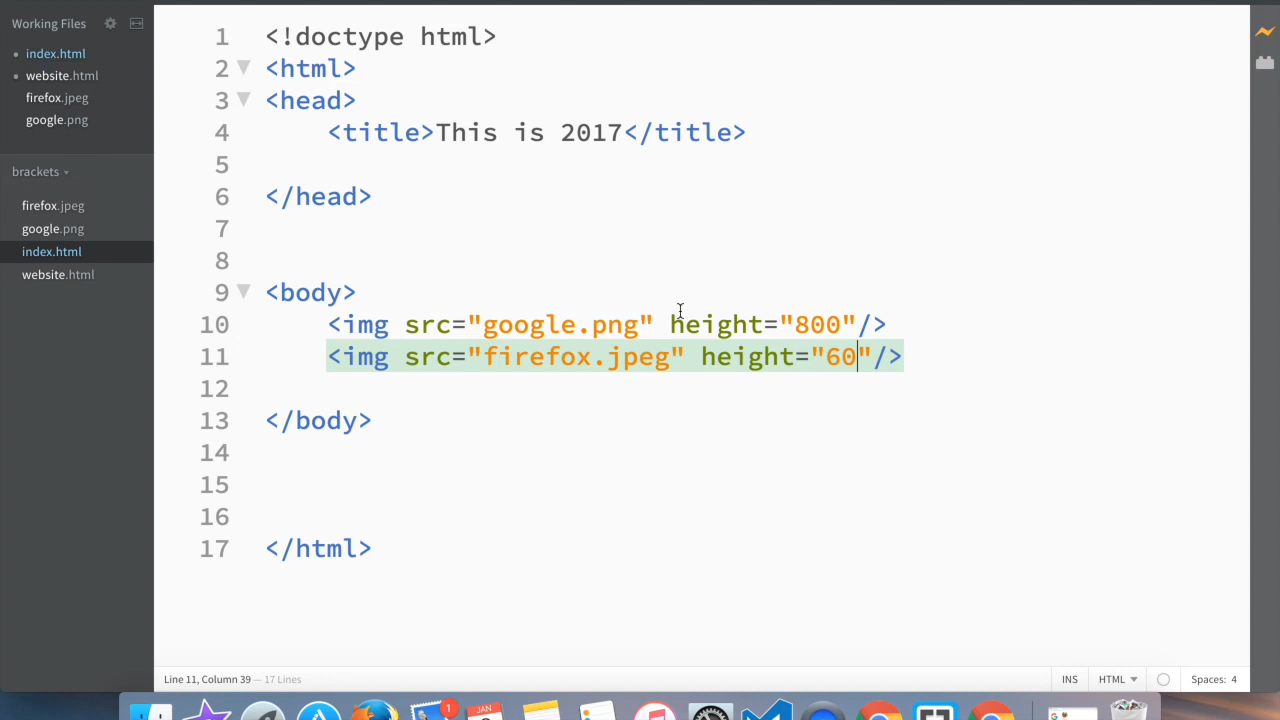 Working Files
index.html
website.html
firefox.jpeg
google.png
brackets
firefox.jpeg
google.png
index.html
website.html
1 <!doctype html>
2 <html>
3 <head>
4 <title>This is 2017</title>
5
6 </head>
7
8
9 <body>
10 <img src="google.png" height="800"/>
11 <img src="firefox.jpeg" height="60"/>
12
13 </body>
14
15
16
17 </html>
Line 11, Column 39 — 17 Lines
INS
HTML
Spaces: 4
1
JAN